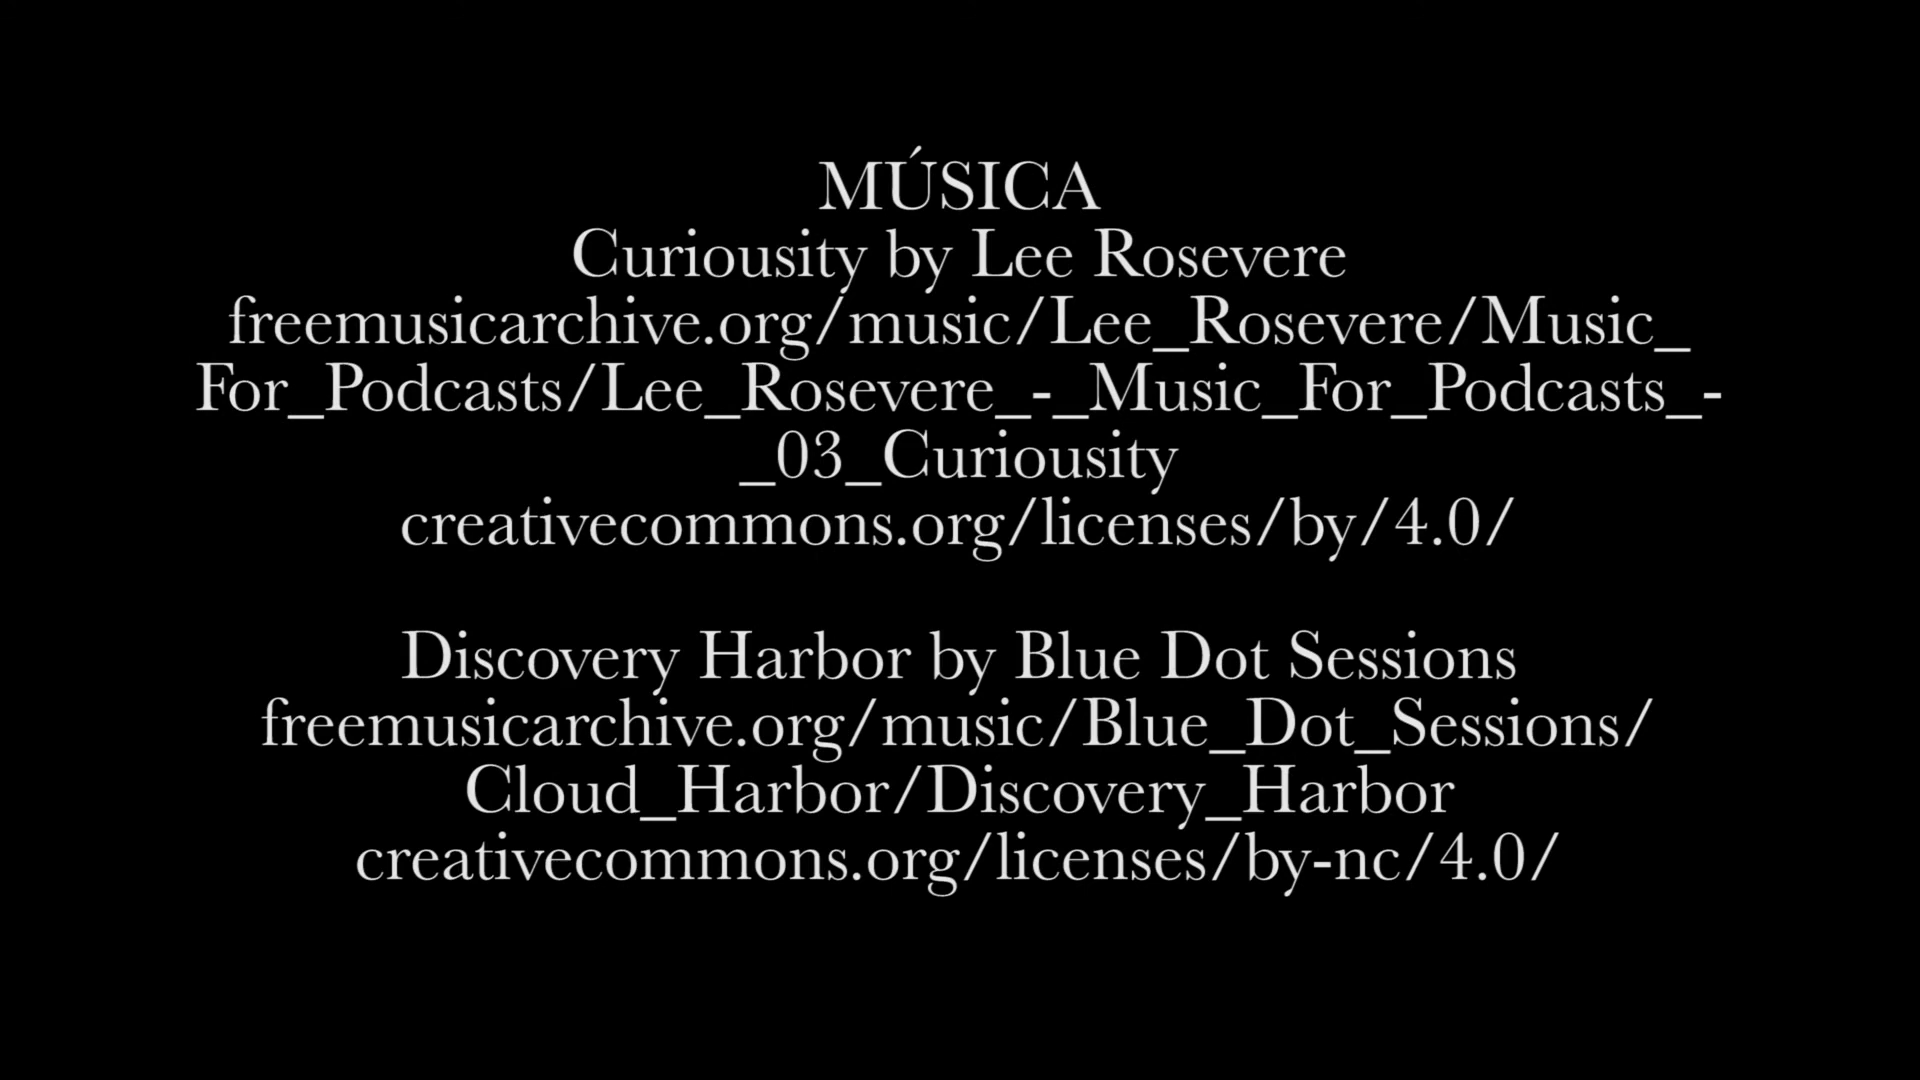 MÚSICA
Curiousity by Lee Rosevere
freemusicarchive.org/music/Lee_Rosevere/Music_
For_Podcasts/Lee_Rosevere_-_Music_For_Podcasts_-
_03_Curiousity
creativecommons.org/licenses/by/4.0/
Discovery Harbor by Blue Dot Sessions
freemusicarchive.org/music/Blue_Dot_Sessions/
Cloud_Harbor/Discovery_Harbor
creativecommons.org/licenses/by-nc/4.0/